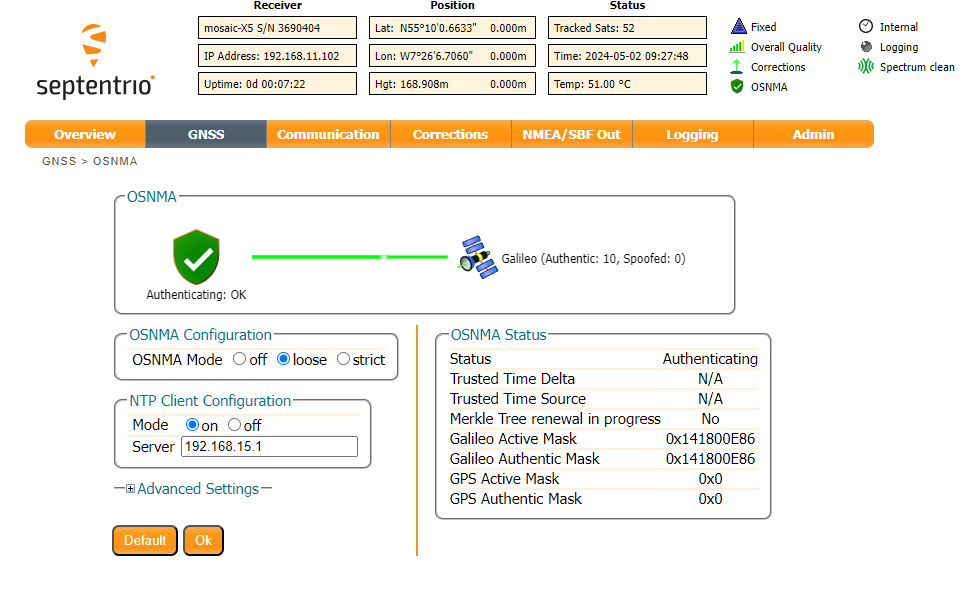 Receiver Position Status
mosaic-X5 S/N 3690404 Lat: N55°10'0.6633" 0.000m Tracked Sats: 52 Fixed Internal
IP Address: 192.168.11.102 Lon: W7°26'6.7060" 0.000m Time: 2024-05-02 09:27:48 Overall Quality Logging
Uptime: 0d 00:07:22 Hgt: 168.908m 0.000m Temp: 51.00 °C Corrections Spectrum clean
OSNMA
septentrio
Overview GNSS Communication Corrections NMEA/SBF Out Logging Admin
GNSS > OSNMA
OSNMA
Galileo (Authentic: 10, Spoofed: 0)
Authenticating: OK
OSNMA Configuration
OSNMA Mode off loose strict
NTP Client Configuration
Mode on off
Server 192.168.15.1
Advanced Settings
Default Ok
OSNMA Status
Status Authenticating
Trusted Time Delta N/A
Trusted Time Source N/A
Merkle Tree renewal in progress No
Galileo Active Mask 0x141800E86
Galileo Authentic Mask 0x141800E86
GPS Active Mask 0x0
GPS Authentic Mask 0x0